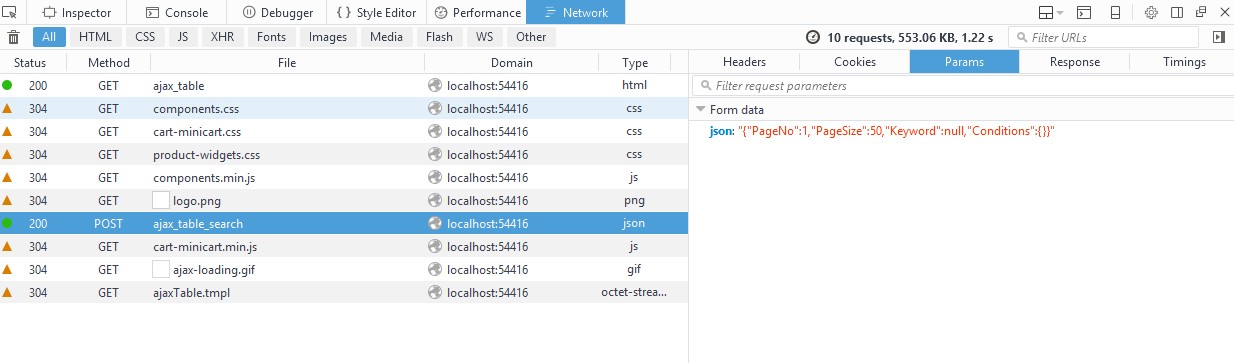 Inspector Console Debugger Style Editor Performance Network
All HTML CSS JS XHR Fonts Images Media Flash WS Other 10 requests, 553.06 KB, 1.22 s Filter URLs
Status Method File Domain Type Headers Cookies Params Response Timings
200 GET ajax_table localhost:54416 html
304 GET components.css localhost:54416 css
304 GET cart-minicart.css localhost:54416 css
304 GET product-widgets.css localhost:54416 css
304 GET components.min.js localhost:54416 js
304 GET logo.png localhost:54416 png
200 POST ajax_table_search localhost:54416 json
304 GET cart-minicart.min.js localhost:54416 js
304 GET ajax-loading.gif localhost:54416 gif
304 GET ajaxTable.tmpl localhost:54416 octet-strea...
Filter request parameters
Form data
json: "{"PageNo":1,"PageSize":50,"Keyword":null,"Conditions":{}}"